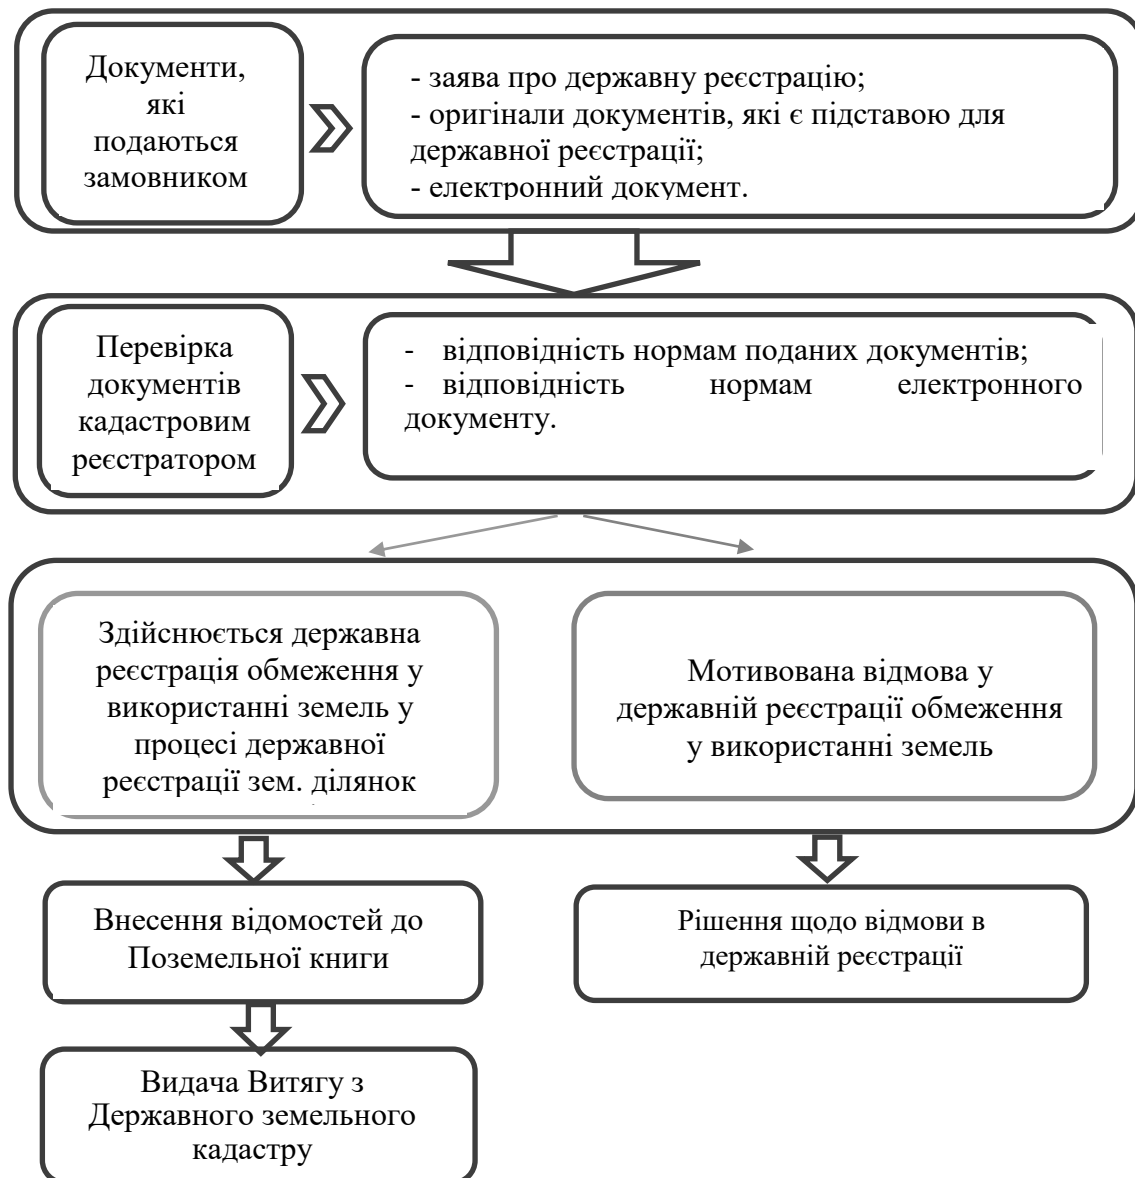 Документи,
які
подаються
замовником
- заява про державну реєстрацію;
- оригінали документів, які є підставою для
державної реєстрації;
- електронний документ.
Перевірка
документів
кадастровим
реєстратором
- відповідність нормам поданих документів;
- відповідність нормам електронного
документу.
Здійснюється державна
реєстрація обмеження у
використанні земель у
процесі державної
реєстрації зем. ділянок
Мотивована відмова у
державній реєстрації обмеження
у використанні земель
Внесення відомостей до
Поземельної книги
Рішення щодо відмови в
державній реєстрації
Видача Витягу з
Державного земельного
кадастру